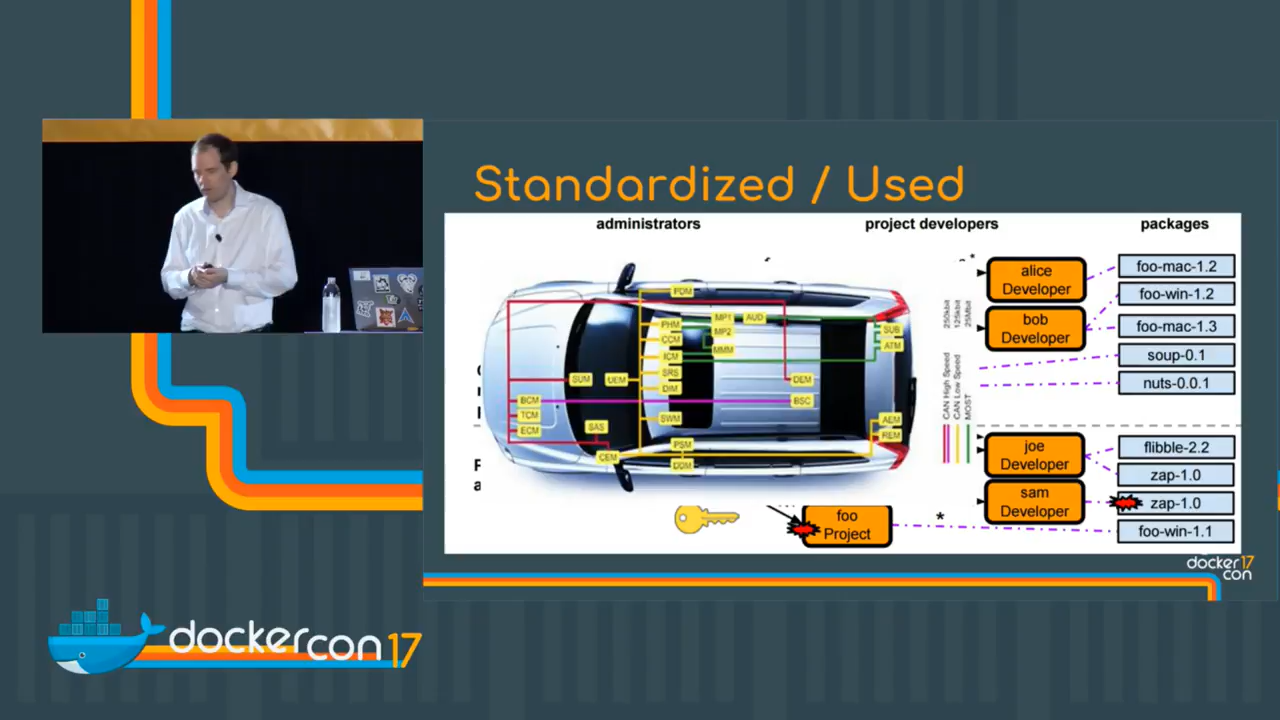 Standardized / Used
administrators
project developers
packages
alice
Developer
bob
Developer
foo-mac-1.2
foo-win-1.2
foo-mac-1.3
soup-0.1
nuts-0.0.1
joe
Developer
sam
Developer
flibble-2.2
zap-1.0
zap-1.0
foo-win-1.1
foo
Project
*
*
PDM
PHM
CCM
ICM
SRS
DIM
SWM
PSM
DDM
MP1
MP2
MMM
AUD
SUB
ATM
SUM
UEM
DEM
BCM
TCM
ECM
BSC
SAS
CEM
AEM
REM
250kbit
125kbit
25Mbit
CAN High Speed
CAN Low Speed
MOST
docker 17
con
dockercon 17